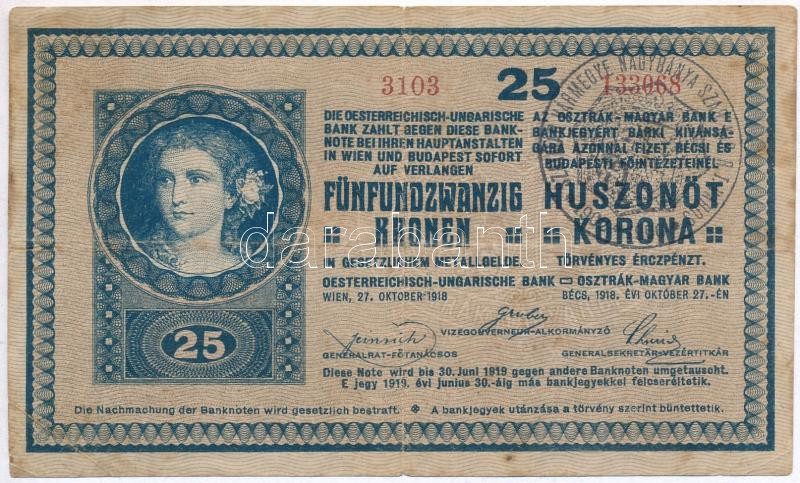 3103 25 133068
DIE OESTERREICHISCH-UNGARISCHE
BANK ZAHLT GEGEN DIESE BANK-
NOTE BEI IHREN HAUPTANSTALTEN
IN WIEN UND BUDAPEST SOFORT
AUF VERLANGEN
FÜNFUNDZWANZIG
KRONEN
IN GESETZLICHEM METALLGELDE.
AZ OSZTRÁK-MAGYAR BANK E
BANKJEGYÉRT BÁRKI KIVÁNSÁ-
GÁRA AZONNAL FIZET BÉCSI ÉS
BUDAPESTI FŐINTÉZETEINÉL
HUSZONÖT
KORONA
TÖRVÉNYES ÉRCZPÉNZT.
OESTERREICHISCH-UNGARISCHE BANK OSZTRÁK-MAGYAR BANK
WIEN, 27. OKTOBER 1918 BÉCS, 1918. ÉVI OKTÓBER 27.-ÉN
Gruber
VIZEGOUVERNEUR-ALKORMÁNYZÓ
GENERALRAT-FŐTANÁCSOS GENERALSEKRETÄR-VEZÉRTITKÁR
Diese Note wird bis 30. Juni 1919 gegen andere Banknoten umgetauscht.
E jegy 1919. évi junius 30.-áig más bankjegyekkel felcseréltetik.
25
Die Nachmachung der Banknoten wird gesetzlich bestraft. ※ A bankjegyek utánzása a törvény szerint büntettetik.
NAGYBÁNYA
darabanth